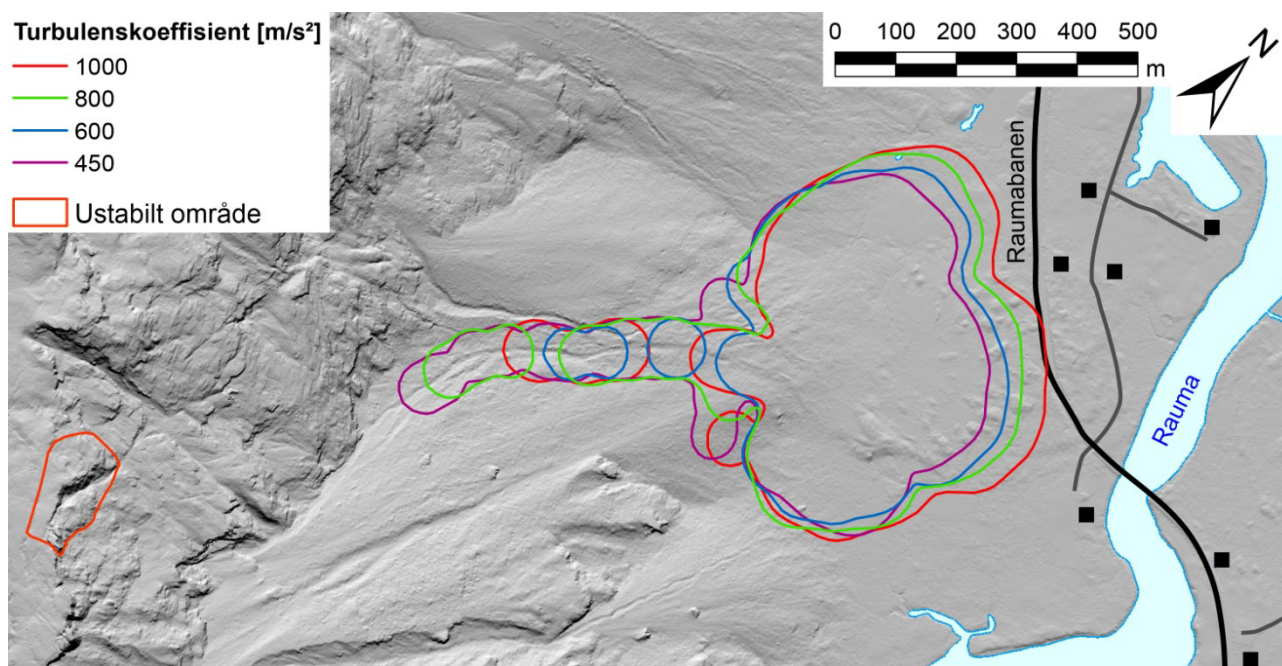 Turbulenskoeffisient [m/s²]
1000
800
600
450
Ustabilt område
0 100 200 300 400 500
m
N
Raumabanen
Rauma